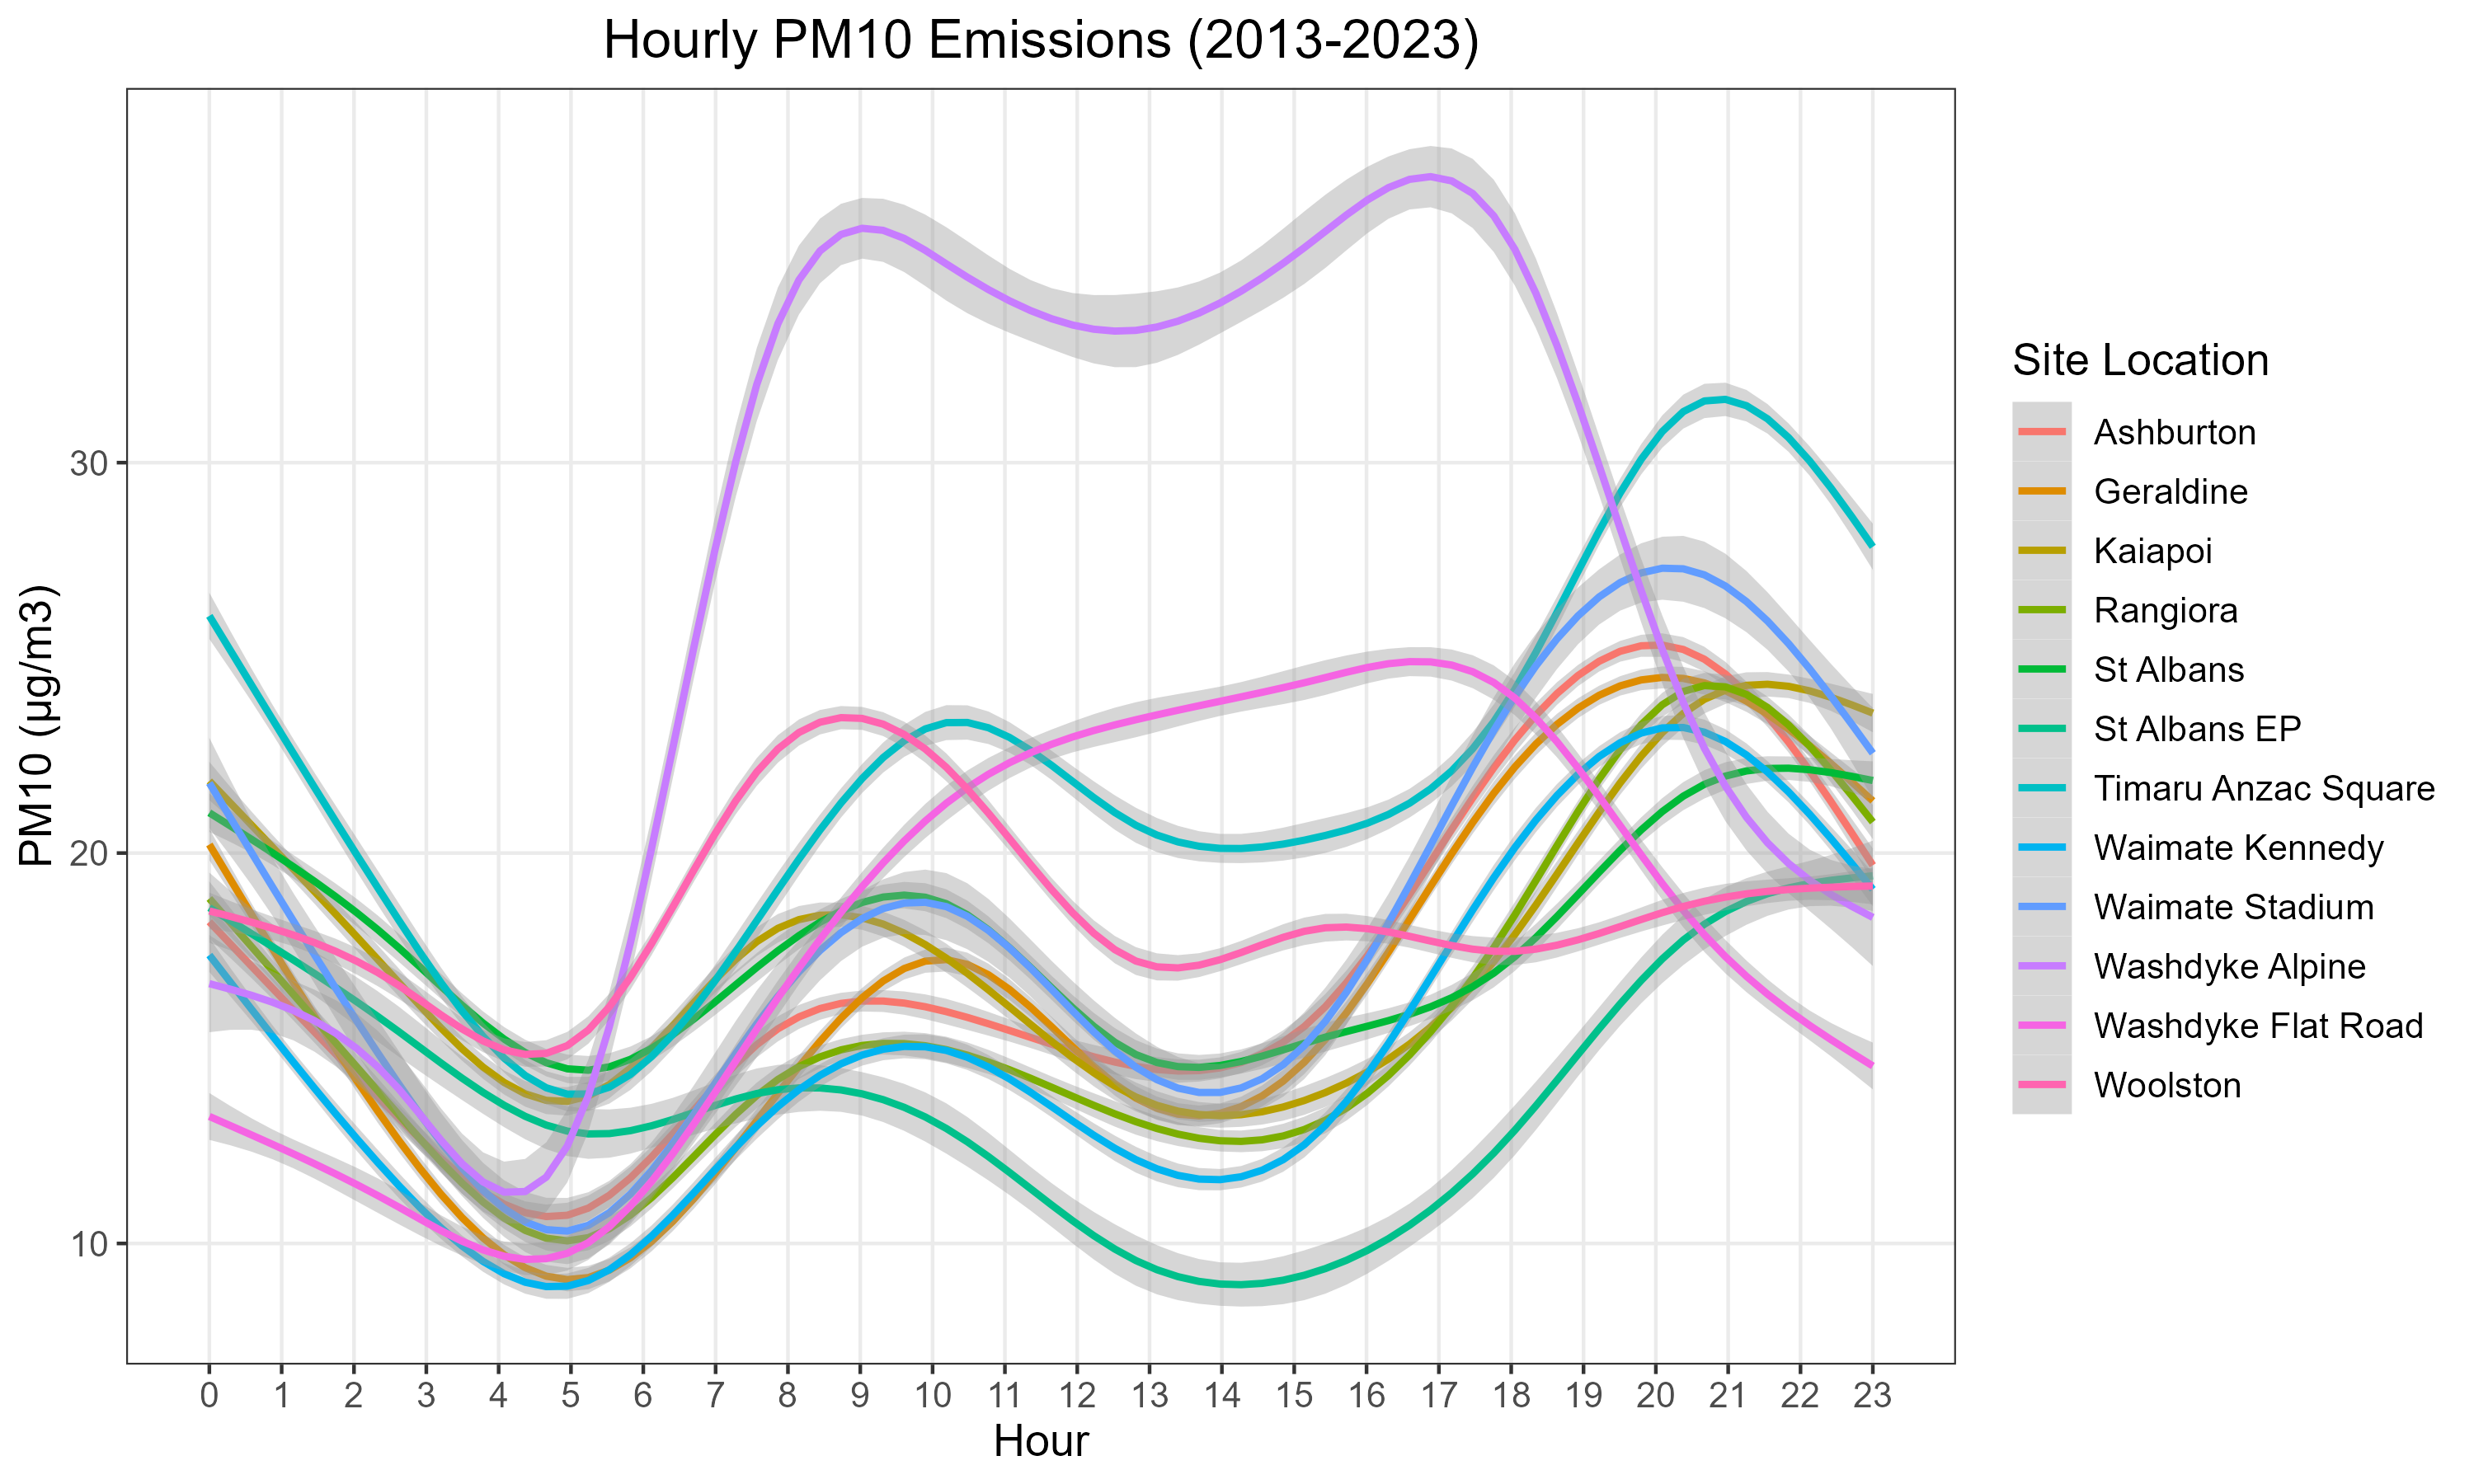 Hourly PM10 Emissions (2013-2023)
PM10 (µg/m3)
30
20
10
0 1 2 3 4 5 6 7 8 9 10 11 12 13 14 15 16 17 18 19 20 21 22 23
Hour
Site Location
Ashburton
Geraldine
Kaiapoi
Rangiora
St Albans
St Albans EP
Timaru Anzac Square
Waimate Kennedy
Waimate Stadium
Washdyke Alpine
Washdyke Flat Road
Woolston